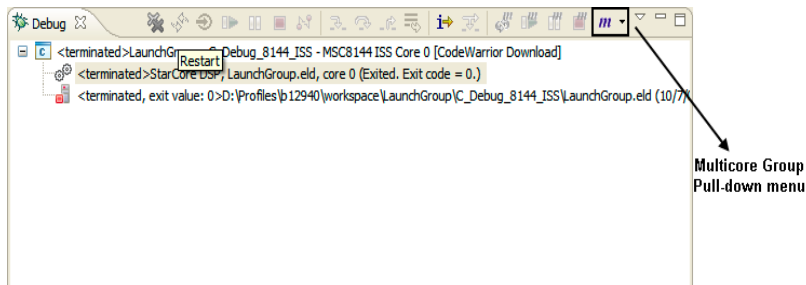 Debug
m
<terminated>LaunchGro C_Debug_8144_ISS - MSC8144 ISS Core 0 [CodeWarrior Download]
Restart
<terminated>StarCore DSP, LaunchGroup.eld, core 0 (Exited. Exit code = 0.)
<terminated, exit value: 0>D:\Profiles\b12940\workspace\LaunchGroup\C_Debug_8144_ISS\LaunchGroup.eld (10/7/
Multicore Group
Pull-down menu